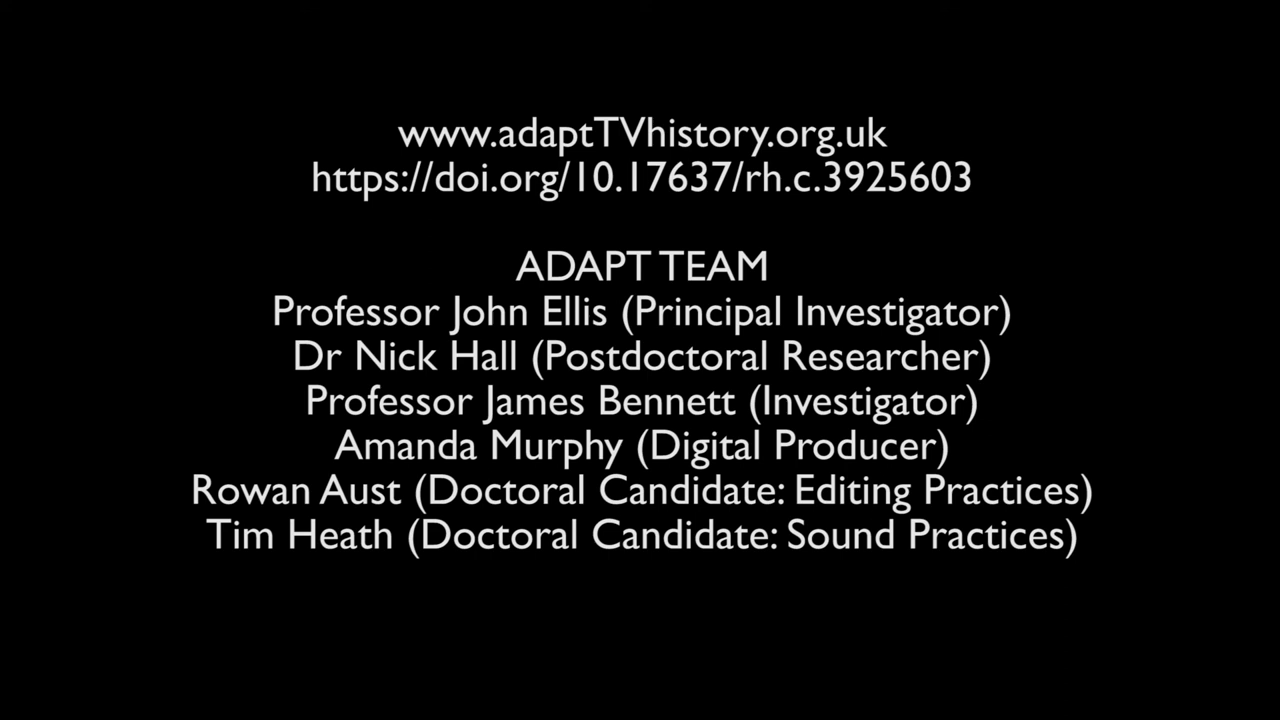 www.adaptTVhistory.org.uk
https://doi.org/10.17637/rh.c.3925603
ADAPT TEAM
Professor John Ellis (Principal Investigator)
Dr Nick Hall (Postdoctoral Researcher)
Professor James Bennett (Investigator)
Amanda Murphy (Digital Producer)
Rowan Aust (Doctoral Candidate: Editing Practices)
Tim Heath (Doctoral Candidate: Sound Practices)